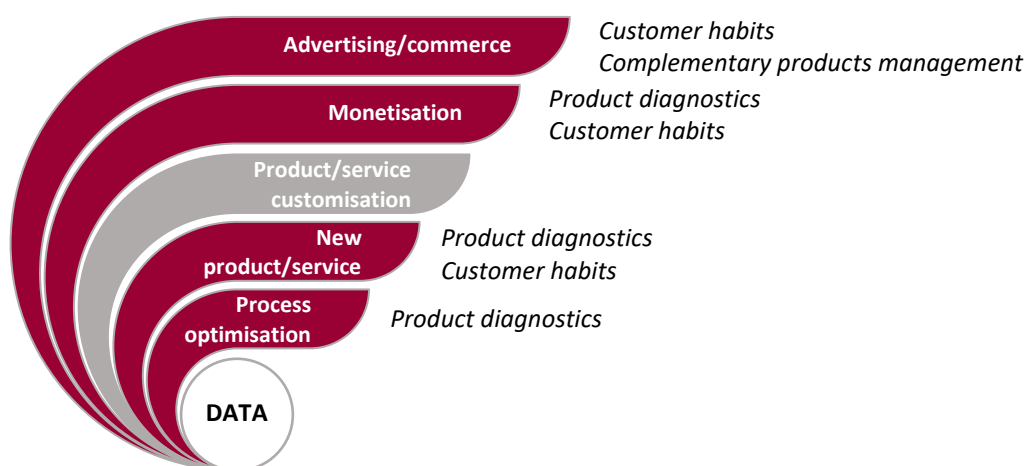 Advertising/commerce
Customer habits
Complementary products management
Monetisation
Product diagnostics
Customer habits
Product/service
customisation
New
product/service
Product diagnostics
Customer habits
Process
optimisation
Product diagnostics
DATA